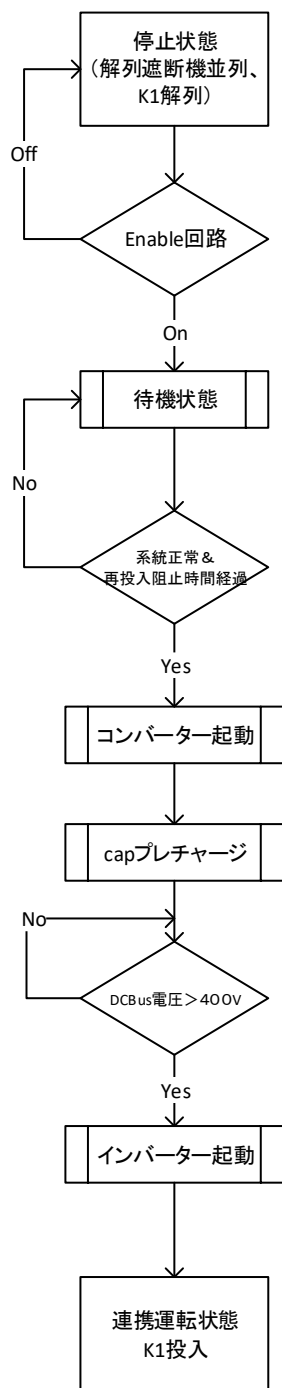 停止状態
（解列遮断機並列、
K1解列）
Off
Enable回路
On
待機状態
No
系統正常＆
再投入阻止時間経過
Yes
コンバーター起動
capプレチャージ
No
DCBus電圧＞400V
Yes
インバーター起動
連携運転状態
K1投入